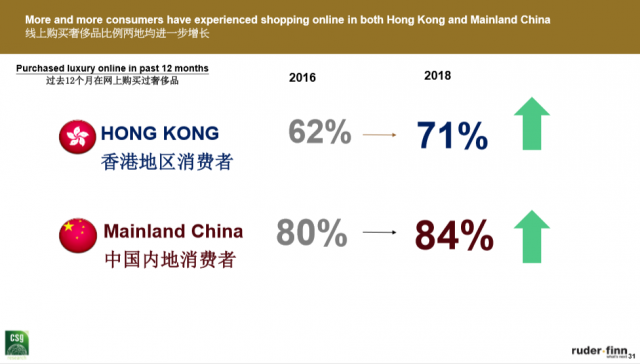 More and more consumers have experienced shopping online in both Hong Kong and Mainland China
线上购买奢侈品比例两地均进一步增长
Purchased luxury online in past 12 months
过去12个月在网上购买过奢侈品
2016
2018
HONG KONG
香港地区消费者
62%
71%
Mainland China
中国内地消费者
80%
84%
CSG
ruder·finn
31